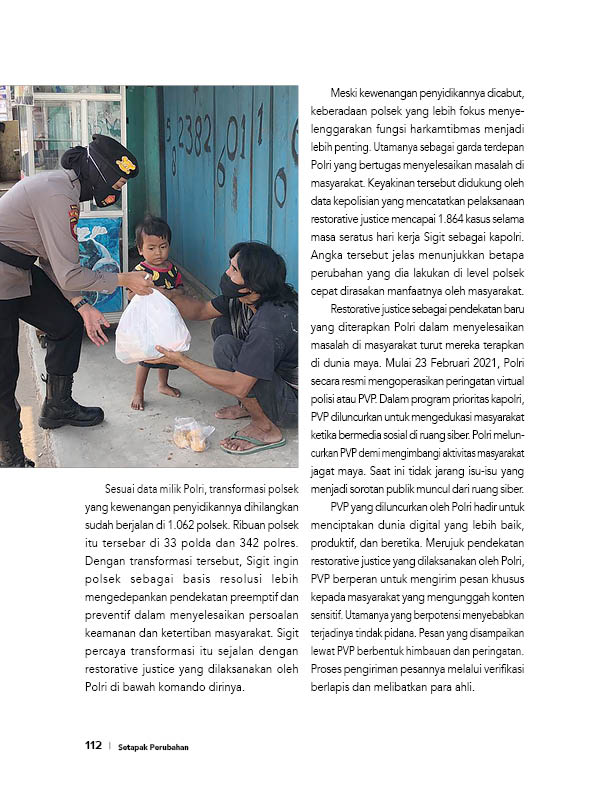 5 2382 6011 0
0
Sesuai data milik Polri, transformasi polsek
yang kewenangan penyidikannya dihilangkan
sudah berjalan di 1.062 polsek. Ribuan polsek
itu tersebar di 33 polda dan 342 polres.
Dengan transformasi tersebut, Sigit ingin
polsek sebagai basis resolusi lebih
mengedepankan pendekatan preemptif dan
preventif dalam menyelesaikan persoalan
keamanan dan ketertiban masyarakat. Sigit
percaya transformasi itu sejalan dengan
restorative justice yang dilaksanakan oleh
Polri di bawah komando dirinya.
Meski kewenangan penyidikannya dicabut,
keberadaan polsek yang lebih fokus menye-
lenggarakan fungsi harkamtibmas menjadi
lebih penting. Utamanya sebagai garda terdepan
Polri yang bertugas menyelesaikan masalah di
masyarakat. Keyakinan tersebut didukung oleh
data kepolisian yang mencatatkan pelaksanaan
restorative justice mencapai 1.864 kasus selama
masa seratus hari kerja Sigit sebagai kapolri.
Angka tersebut jelas menunjukkan betapa
perubahan yang dia lakukan di level polsek
cepat dirasakan manfaatnya oleh masyarakat.
Restorative justice sebagai pendekatan baru
yang diterapkan Polri dalam menyelesaikan
masalah di masyarakat turut mereka terapkan
di dunia maya. Mulai 23 Februari 2021, Polri
secara resmi mengoperasikan peringatan virtual
polisi atau PVP. Dalam program prioritas kapolri,
PVP diluncurkan untuk mengedukasi masyarakat
ketika bermedia sosial di ruang siber. Polri melun-
curkan PVP demi mengimbangi aktivitas masyarakat
jagat maya. Saat ini tidak jarang isu-isu yang
menjadi sorotan publik muncul dari ruang siber.
PVP yang diluncurkan oleh Polri hadir untuk
menciptakan dunia digital yang lebih baik,
produktif, dan beretika. Merujuk pendekatan
restorative justice yang dilaksanakan oleh Polri,
PVP berperan untuk mengirim pesan khusus
kepada masyarakat yang mengunggah konten
sensitif. Utamanya yang berpotensi menyebabkan
terjadinya tindak pidana. Pesan yang disampaikan
lewat PVP berbentuk himbauan dan peringatan.
Proses pengiriman pesannya melalui verifikasi
berlapis dan melibatkan para ahli.
112 | Setapak Perubahan